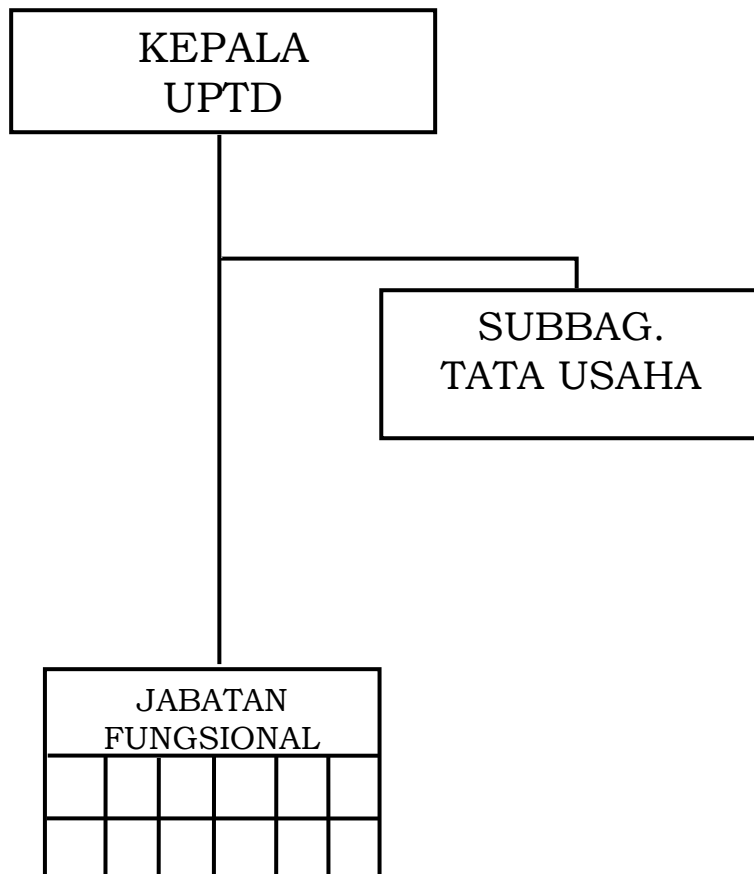 KEPALA
UPTD
SUBBAG.
TATA USAHA
JABATAN
FUNGSIONAL